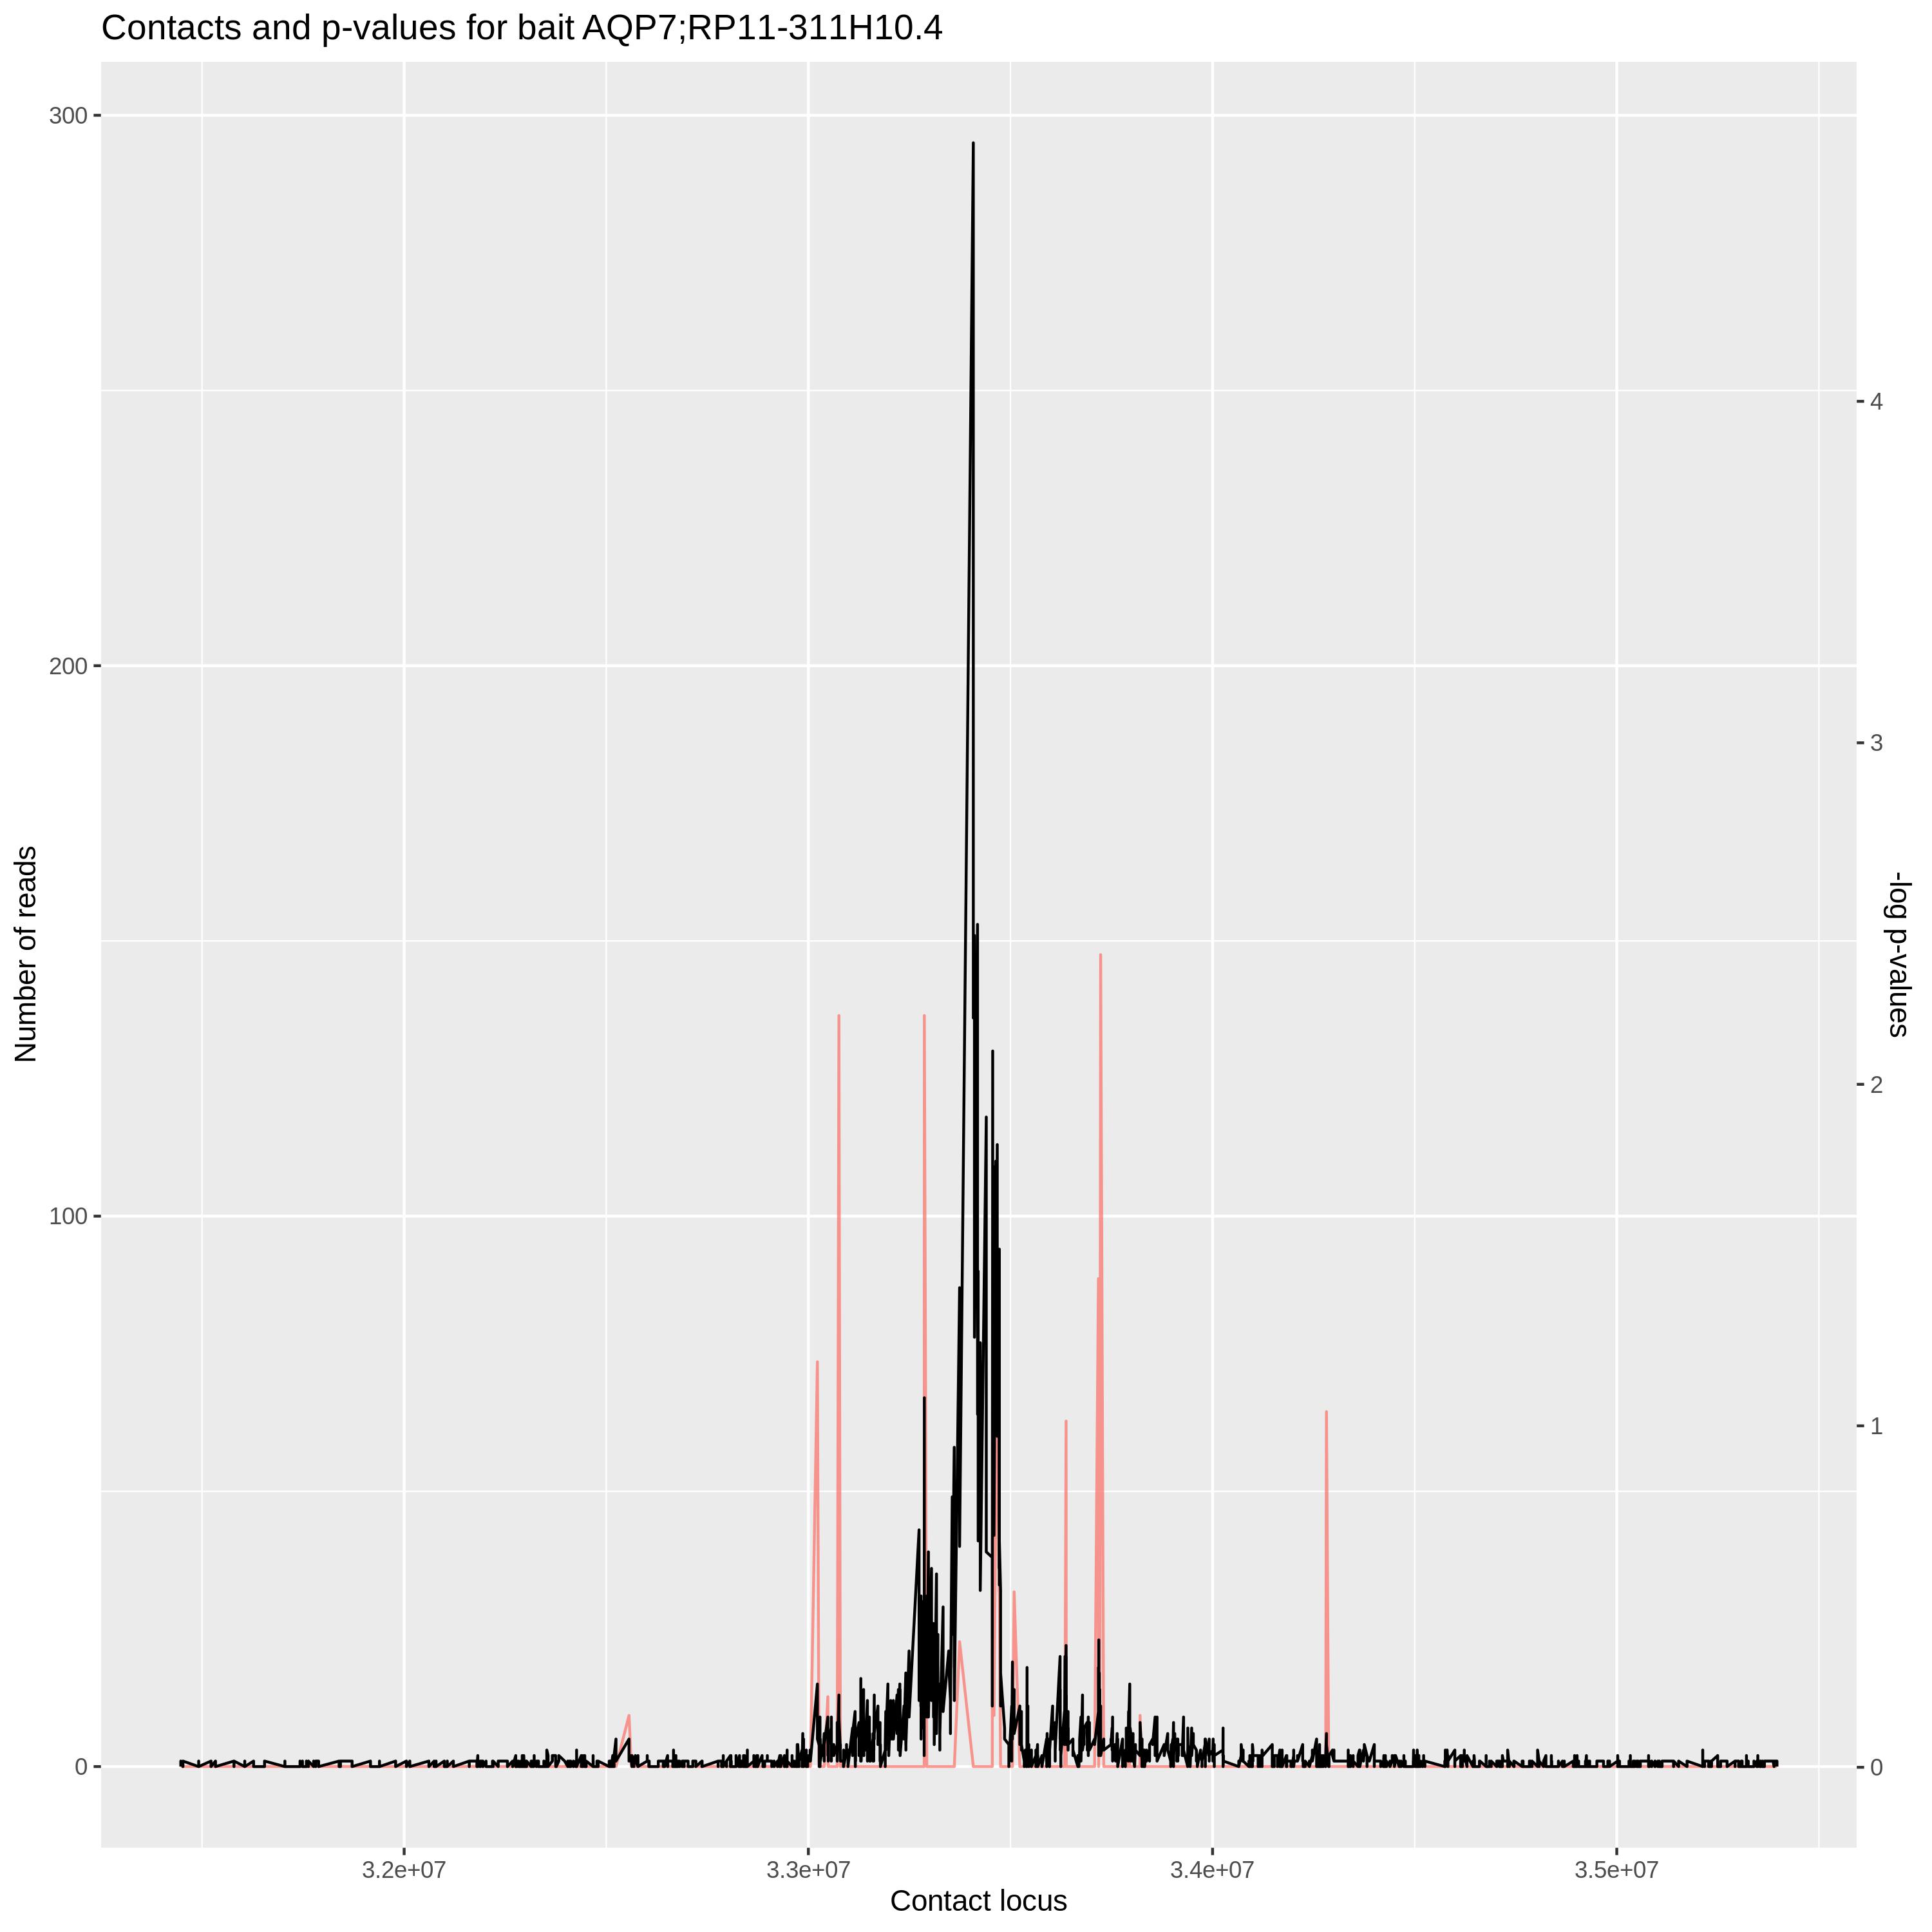 Contacts and p-values for bait AQP7;RP11-311H10.4
300
200
100
0
Number of reads
4
3
2
1
0
-log p-values
3.2e+07
3.3e+07
3.4e+07
3.5e+07
Contact locus